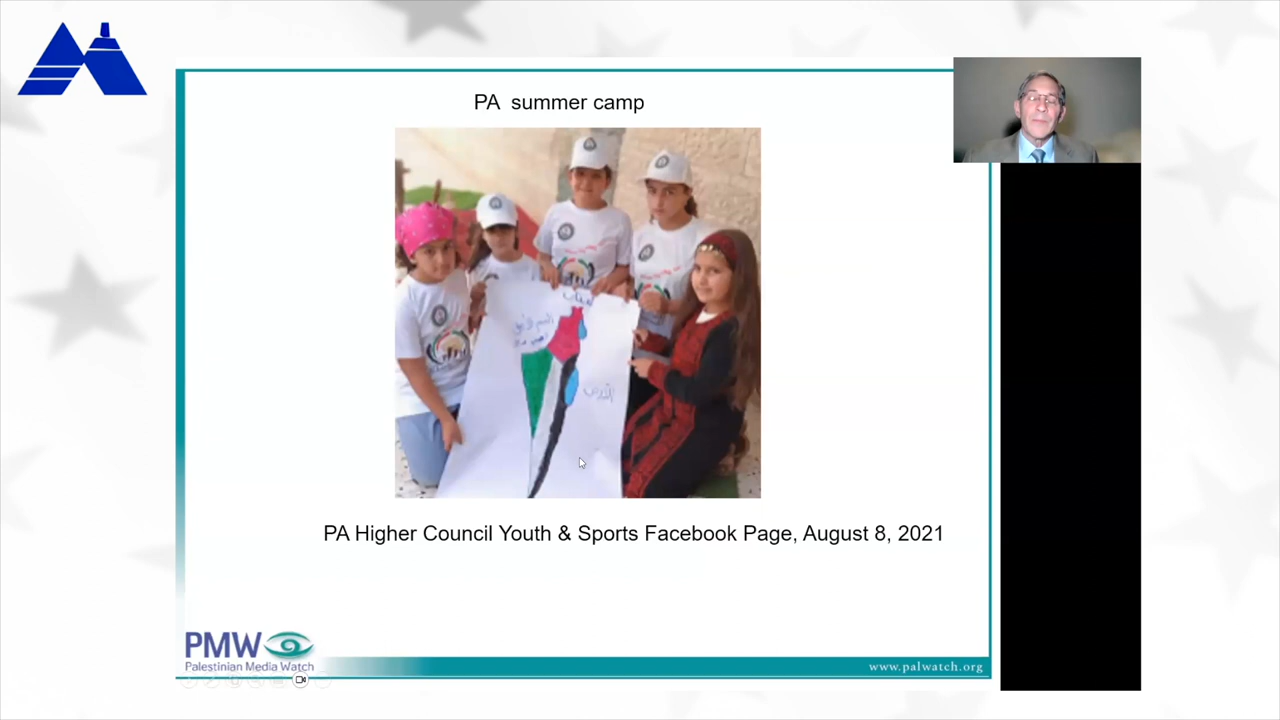 PA summer camp
الأردن
PA Higher Council Youth & Sports Facebook Page, August 8, 2021
PMW
Palestinian Media Watch
www.palwatch.org